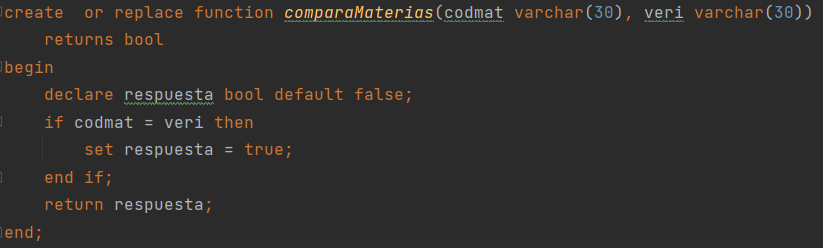 create  or replace function comparaMaterias(codmat varchar(30), veri varchar(30))
    returns bool
begin
    declare respuesta bool default false;
    if codmat = veri then
        set respuesta = true;
    end if;
    return respuesta;
end;